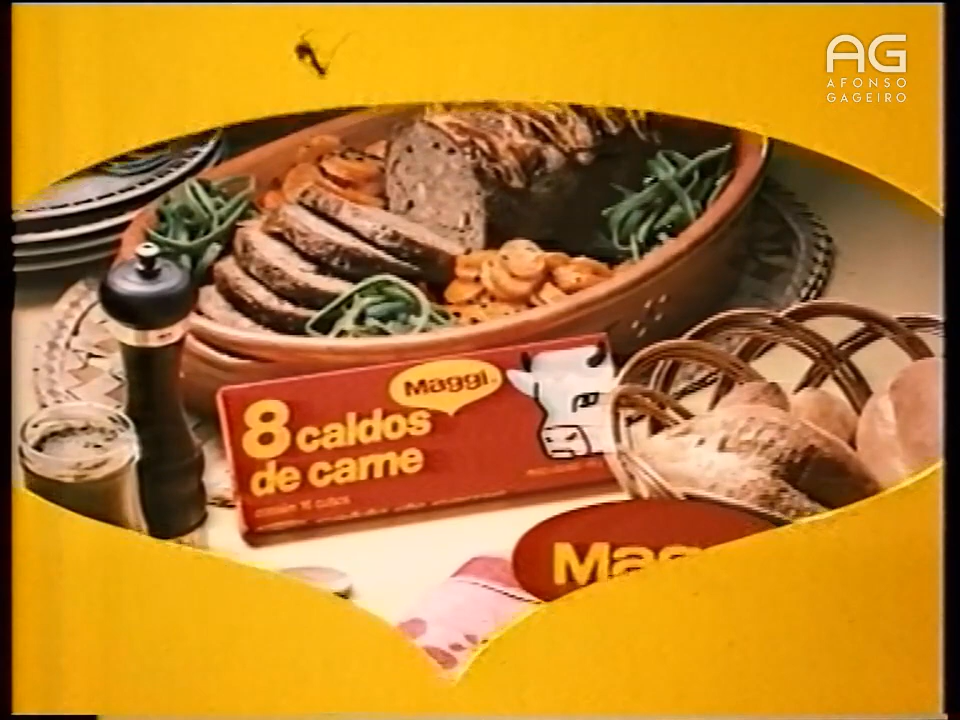 AG
AFONSO
GAGEIRO
Maggi
8 caldos
de carne
Mag